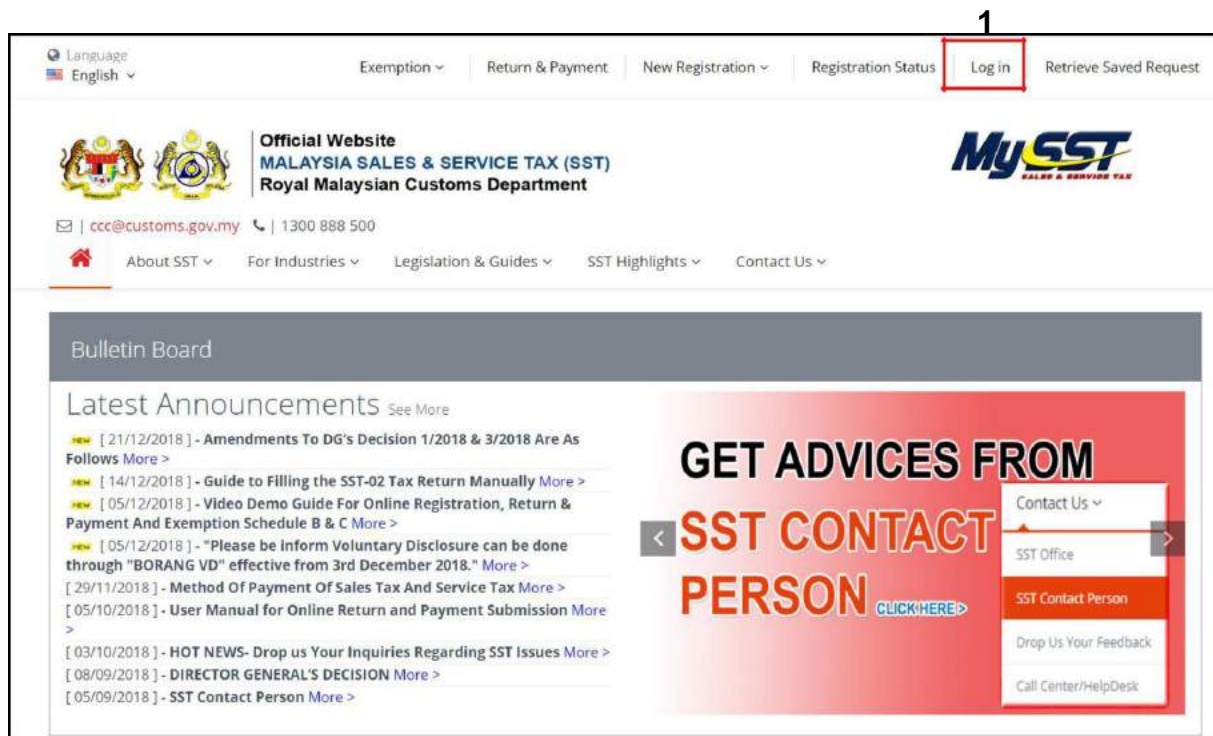 1
Language
English
Exemption
Return & Payment
New Registration
Registration Status
Log in
Retrieve Saved Request
Official Website
MALAYSIA SALES & SERVICE TAX (SST)
Royal Malaysian Customs Department
MySST
SALES & SERVICE TAX
| ccc@customs.gov.my | 1300 888 500
About SST
For Industries
Legislation & Guides
SST Highlights
Contact Us
Bulletin Board
Latest Announcements See More
NEW [ 21/12/2018 ] - Amendments To DG's Decision 1/2018 & 3/2018 Are As
Follows More >
NEW [ 14/12/2018 ] - Guide to Filling the SST-02 Tax Return Manually More >
NEW [ 05/12/2018 ] - Video Demo Guide For Online Registration, Return &
Payment And Exemption Schedule B & C More >
NEW [ 05/12/2018 ] - "Please be inform Voluntary Disclosure can be done
through "BORANG VD" effective from 3rd December 2018." More >
[ 29/11/2018 ] - Method Of Payment Of Sales Tax And Service Tax More >
[ 05/10/2018 ] - User Manual for Online Return and Payment Submission More
>
[ 03/10/2018 ] - HOT NEWS- Drop us Your Inquiries Regarding SST Issues More >
[ 08/09/2018 ] - DIRECTOR GENERAL'S DECISION More >
[ 05/09/2018 ] - SST Contact Person More >
GET ADVICES FROM
SST CONTACT
PERSON CLICK HERE>
Contact Us
SST Office
SST Contact Person
Drop Us Your Feedback
Call Center/HelpDesk